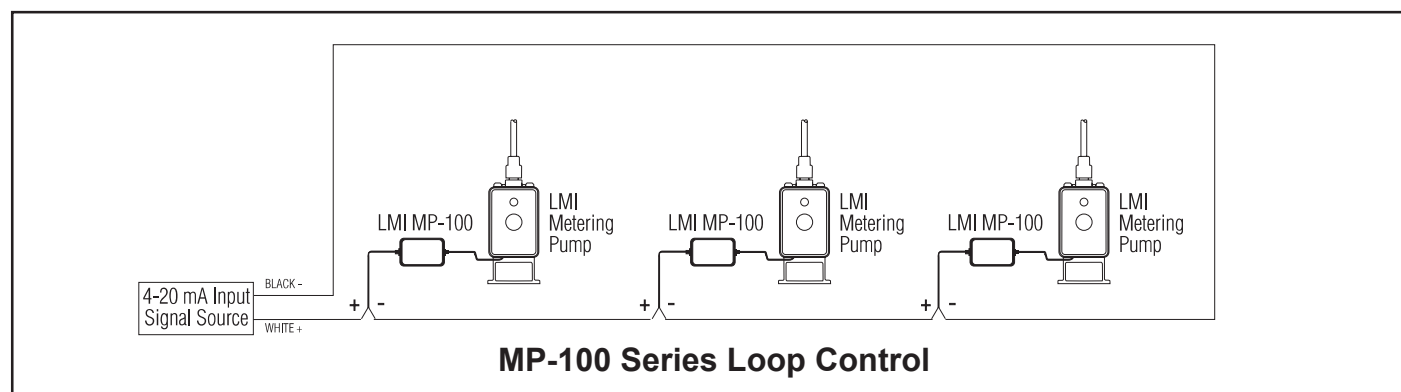 LMI MP-100
LMI
Metering
Pump
LMI MP-100
LMI
Metering
Pump
LMI MP-100
LMI
Metering
Pump
4-20 mA Input
Signal Source
BLACK -
WHITE +
+ -
+ -
+ -
MP-100 Series Loop Control